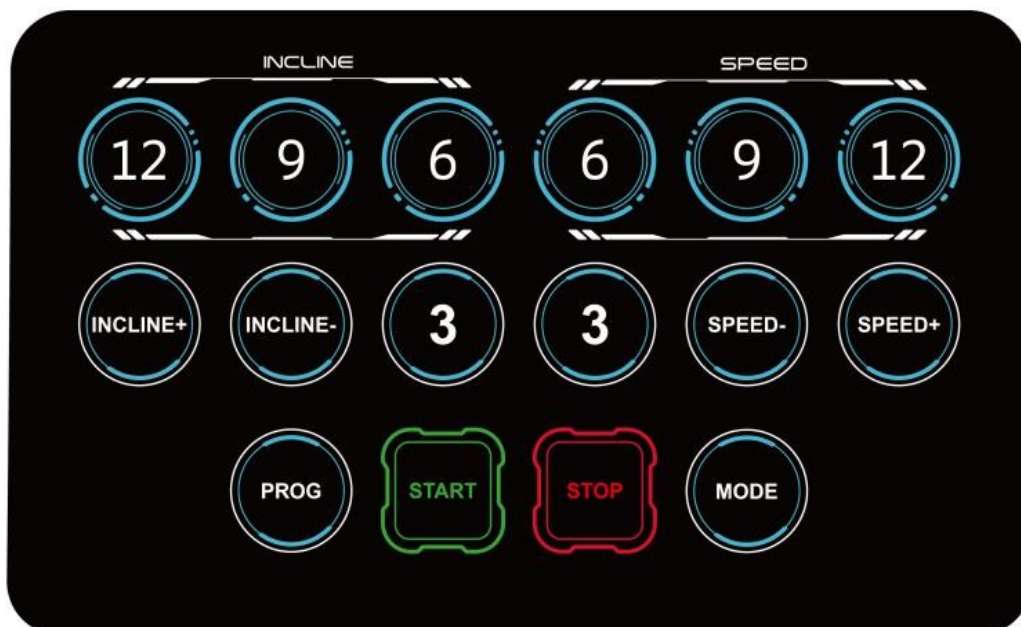 INCLINE SPEED
12 9 6 6 9 12
INCLINE+ INCLINE- 3 3 SPEED- SPEED+
PROG START STOP MODE